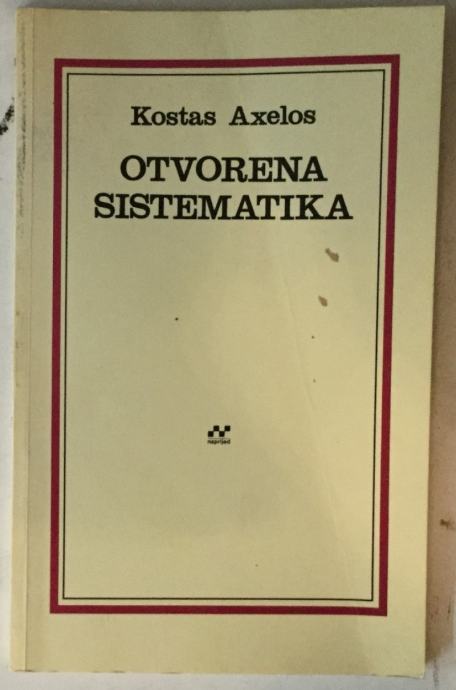 Kostas Axelos
OTVORENA
SISTEMATIKA
naprijed